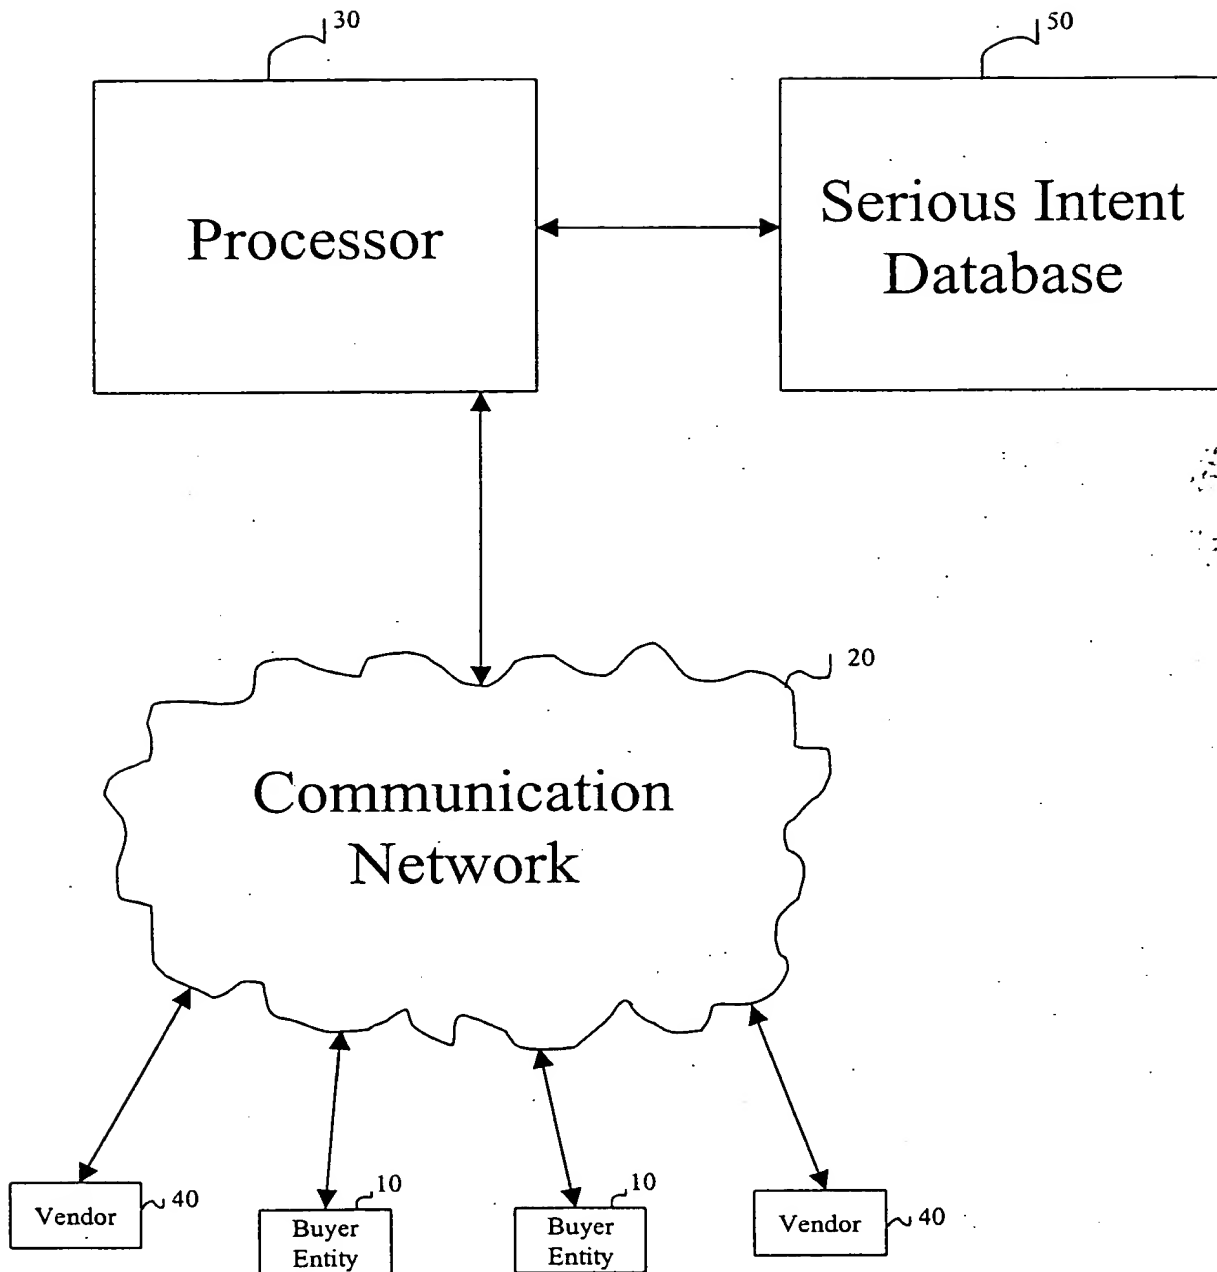 30
50
Processor
Serious Intent
Database
20
Communication
Network
Vendor
40
10
Buyer
Entity
10
Buyer
Entity
Vendor
40